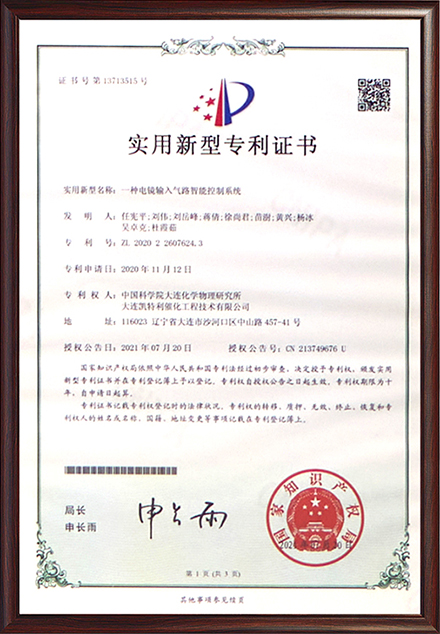 证书号第13713515号
实用新型专利证书
实用新型名称：一种电镜输入气路智能控制系统
发 明 人：任宪平;刘伟;刘岳峰;蒋倩;徐尚君;苗澍;黄兴;杨冰
吴卓克;杜霞茹
专 利 号：ZL 2020 2 2607624.3
专利申请日：2020年11月12日
专 利 权 人：中国科学院大连化学物理研究所
大连凯特利催化工程技术有限公司
地 址：116023 辽宁省大连市沙河口区中山路457-41号
授权公告日：2021年07月20日 授权公告号：CN 213749676 U
国家知识产权局依照中华人民共和国专利法经过初步审查，决定授予专利权，颁发实用
新型专利证书并在专利登记簿上予以登记。专利权自授权公告之日起生效。专利权期限为十
年，自申请日起算。
专利证书记载专利权登记时的法律状况。专利权的转移、质押、无效、终止、恢复和专利
权人的姓名或名称、国籍、地址变更等事项记载在专利登记簿上。
局长
申长雨
申长雨
国家知识产权局
第 1 页（共 3 页）
其他事项参见续页